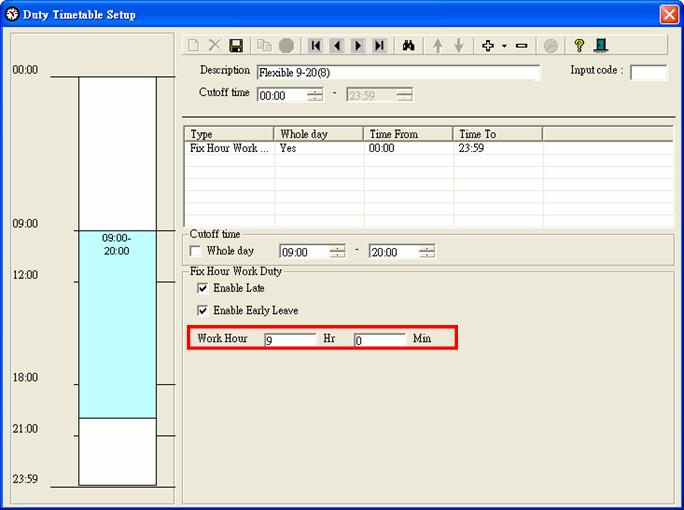 Duty Timetable Setup
00:00
09:00
09:00-
20:00
12:00
18:00
21:00
23:59
Description Flexible 9-20(8) Input code :
Cutoff time 00:00 - 23:59
Type Whole day Time From Time To
Fix Hour Work ... Yes 00:00 23:59
Cutoff time
Whole day 09:00 - 20:00
Fix Hour Work Duty
Enable Late
Enable Early Leave
Work Hour 9 Hr 0 Min